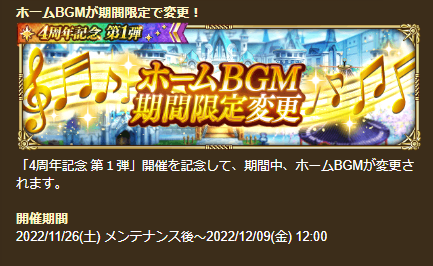 ホームBGMが期間限定で変更！
4周年記念 第1弾
ホームBGM
期間限定変更
「4周年記念 第１弾」開催を記念して、期間中、ホームBGMが変更さ
れます。
開催期間
2022/11/26(土) メンテナンス後～2022/12/09(金) 12:00